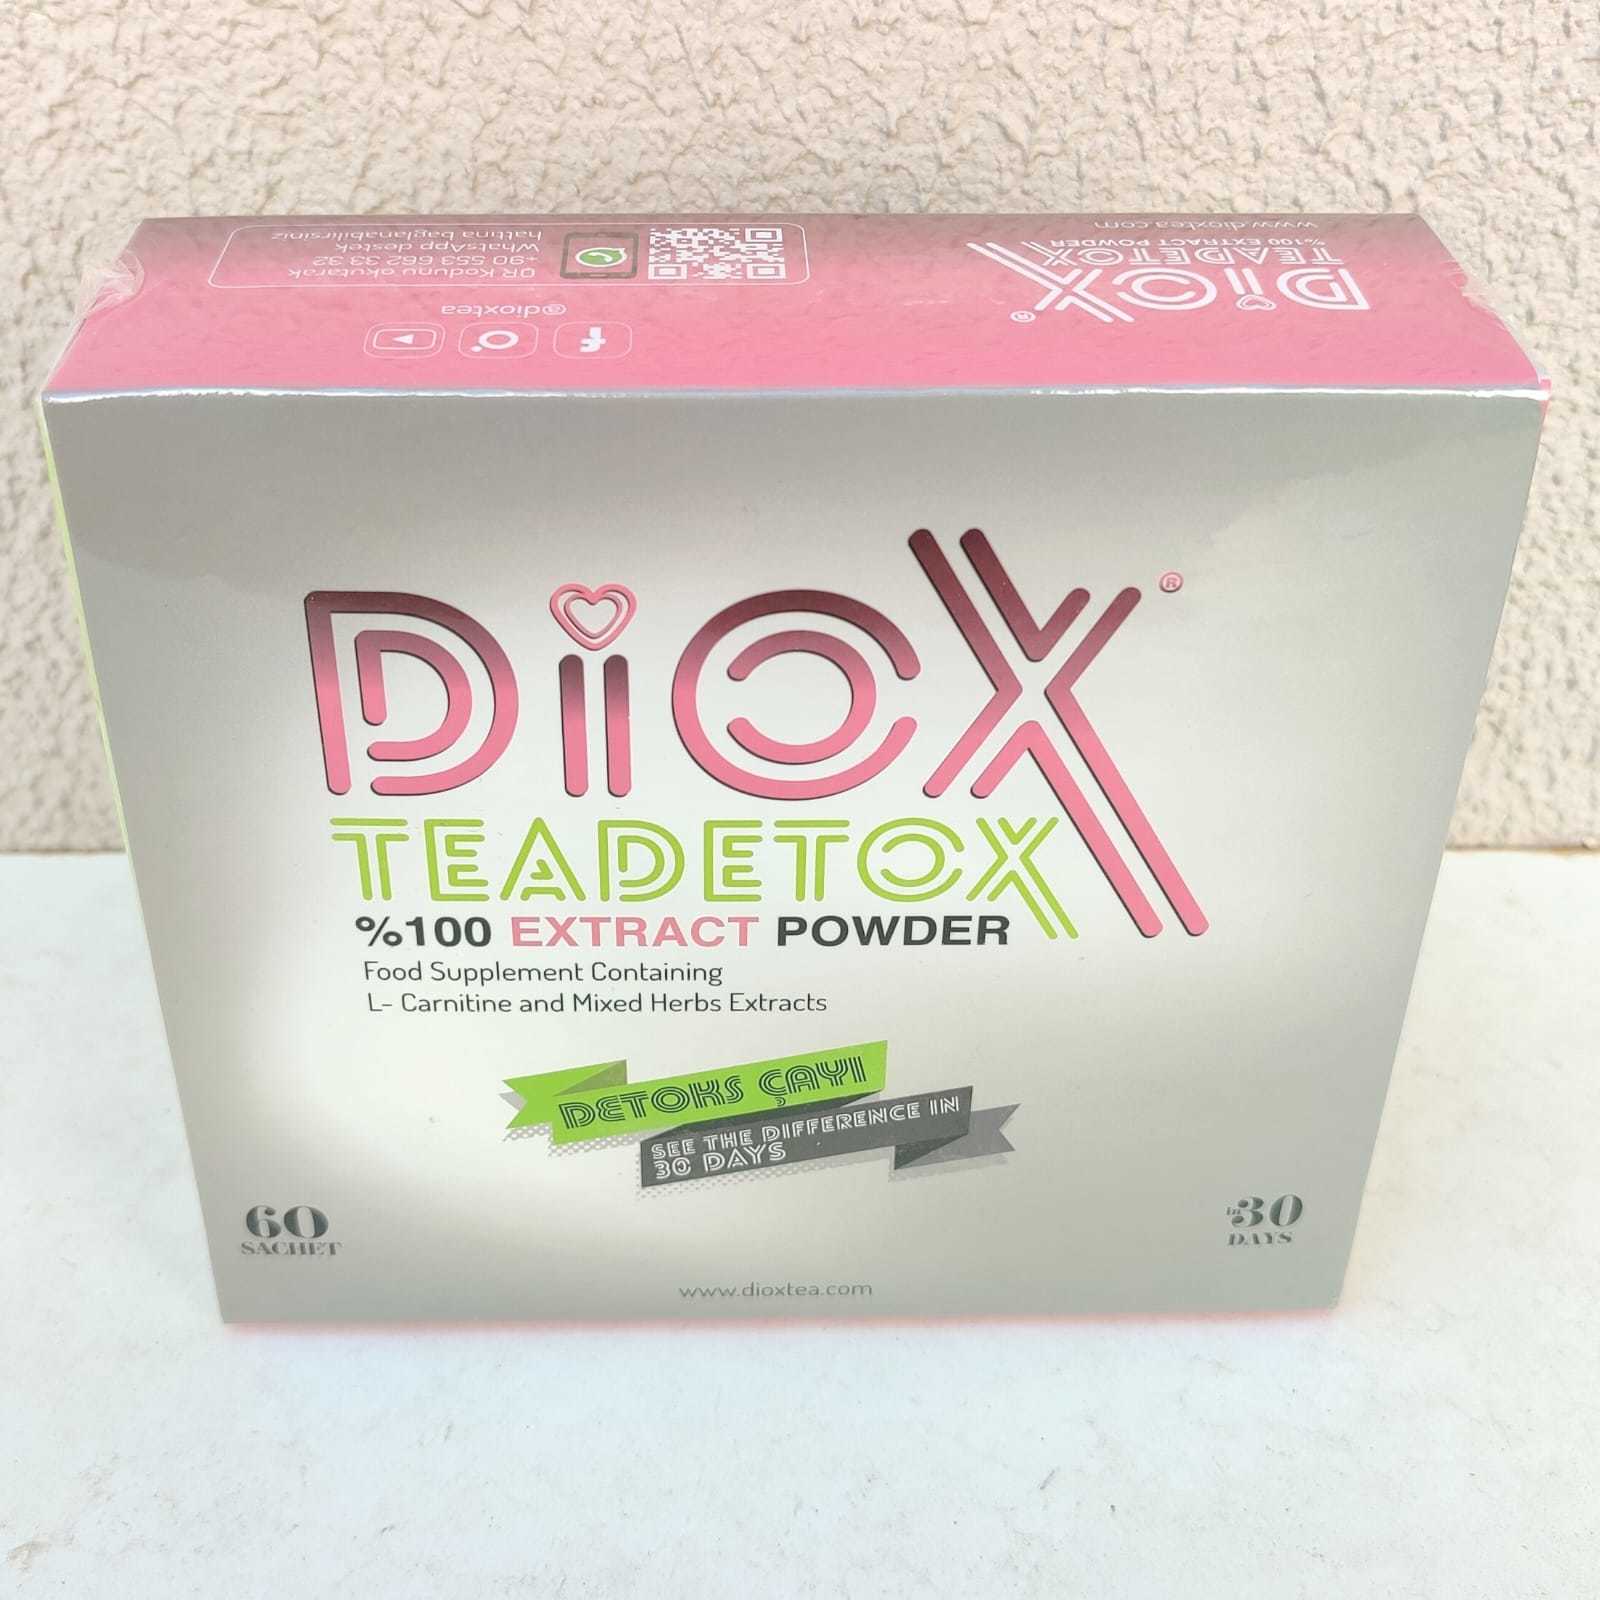 QR Kodunu okutarak
+90 553 662 33 32
WhatsApp destek
hattına bağlanabilirsiniz
@dioxtea
DiOX®
TEADETOX
%100 EXTRACT POWDER
www.dioxtea.com
DiOX®
TEADETOX
%100 EXTRACT POWDER
Food Supplement Containing
L- Carnitine and Mixed Herbs Extracts
DETOKS ÇAYI
SEE THE DIFFERENCE IN
30 DAYS
60
SACHET
in 30
DAYS
www.dioxtea.com